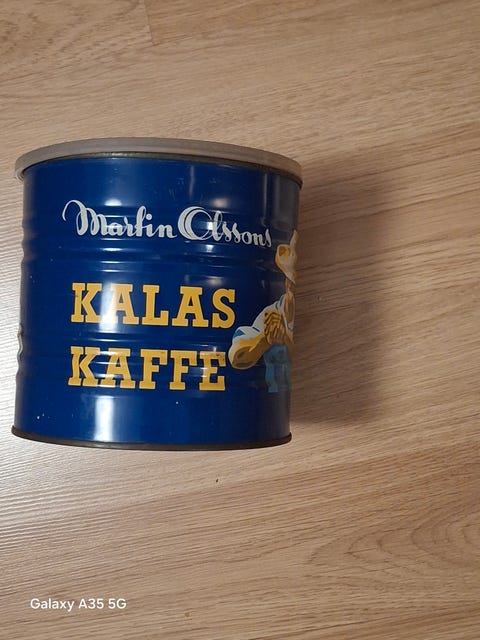 Martin Olssons
KALAS
KAFFE
Galaxy A35 5G